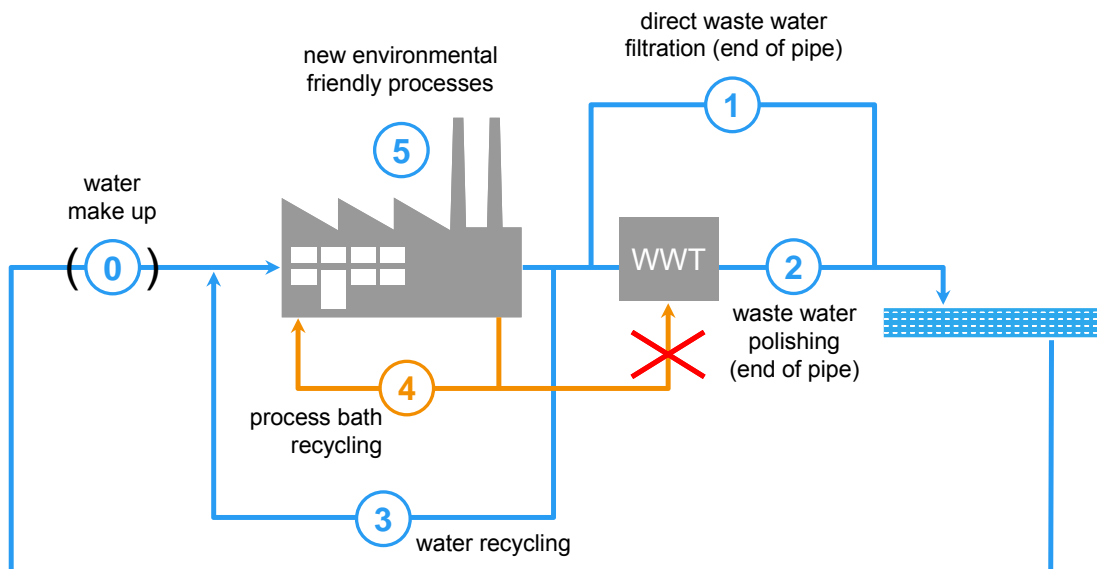 direct waste water
filtration (end of pipe)
1
new environmental
friendly processes
5
water
make up
(0)
WWT
2
waste water
polishing
(end of pipe)
4
process bath
recycling
3
water recycling